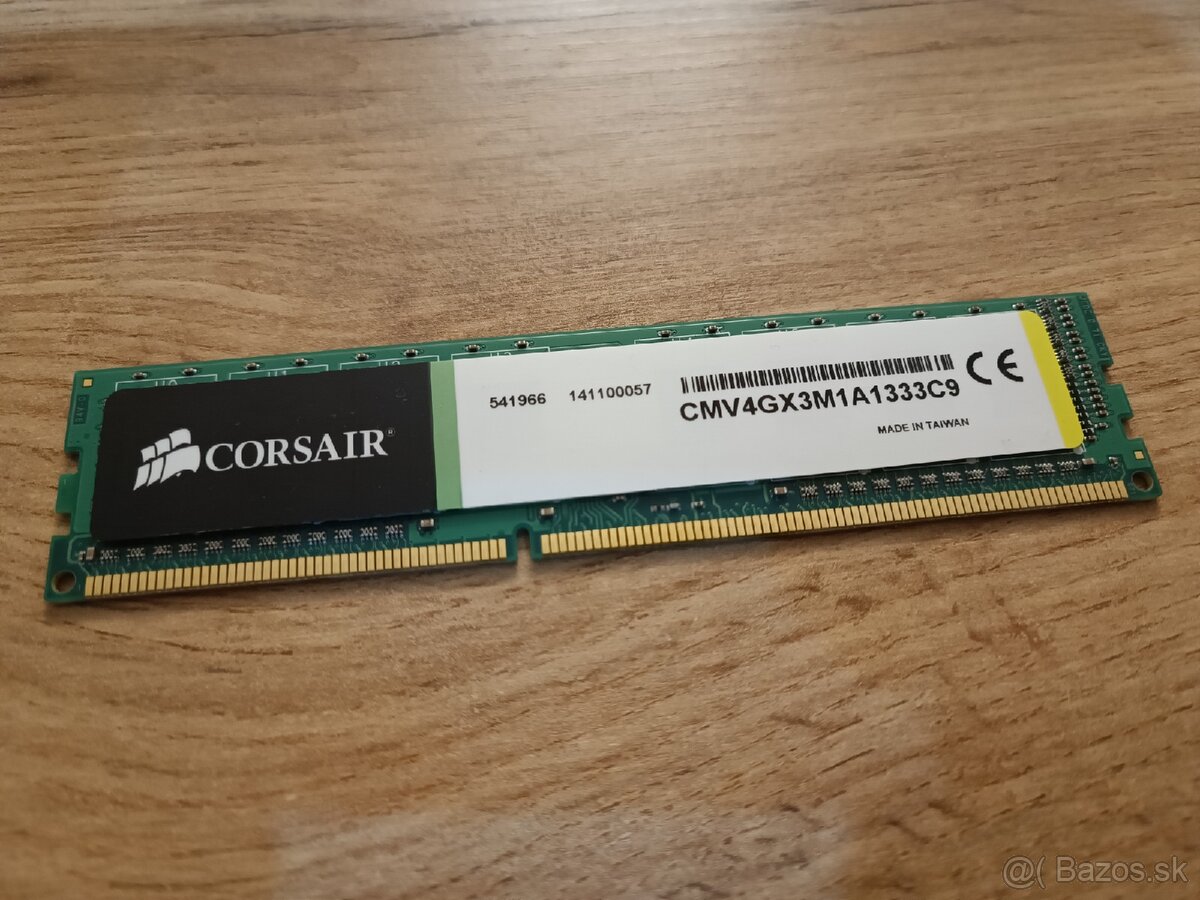 CORSAIR®
541966 141100057
CMV4GX3M1A1333C9
CE
MADE IN TAIWAN
@( Bazos.sk